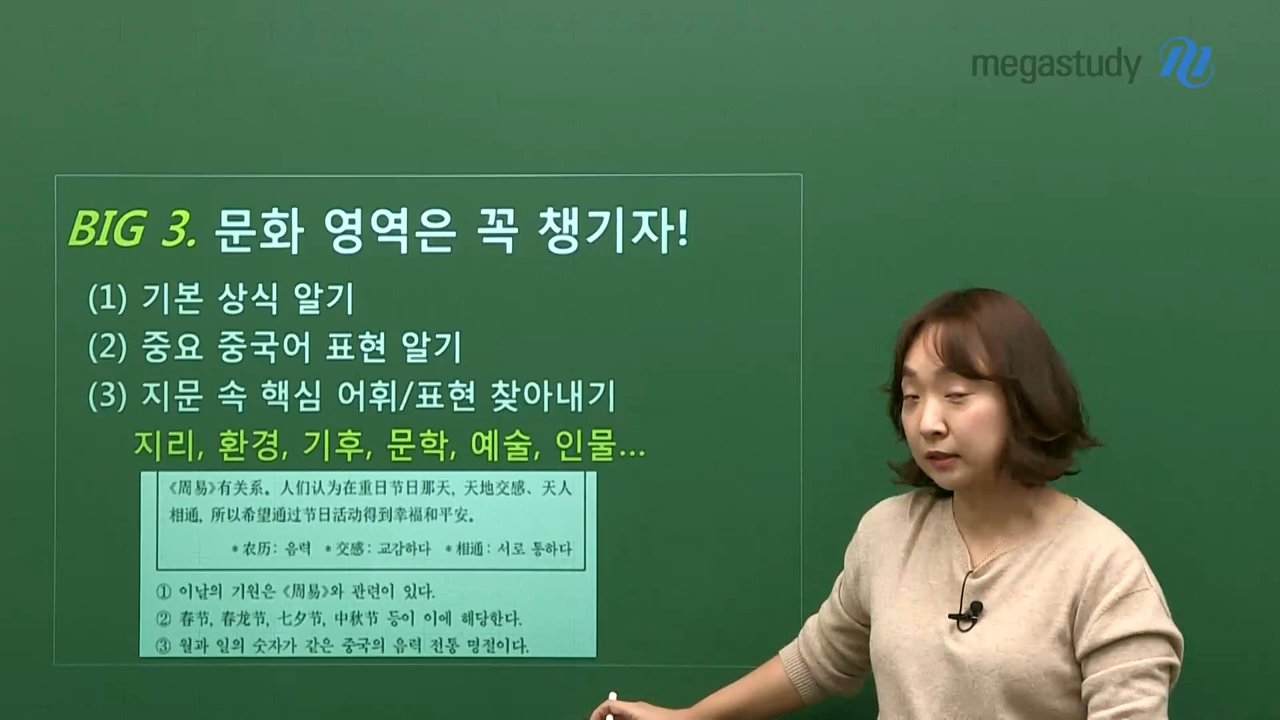 megastudy
BIG 3. 문화 영역은 꼭 챙기자!
(1) 기본 상식 알기
(2) 중요 중국어 표현 알기
(3) 지문 속 핵심 어휘/표현 찾아내기
지리, 환경, 기후, 문학, 예술, 인물...
《周易》有关系。人们认为在重日节日那天, 天地交感、天人
相通, 所以希望通过节日活动得到幸福和平安。
*农历: 음력 *交感: 교감하다 *相通: 서로 통하다
① 이날의 기원은 《周易》와 관련이 있다.
② 春节, 春龙节, 七夕节, 中秋节 등이 이에 해당한다.
③ 월과 일의 숫자가 같은 중국의 음력 전통 명절이다.